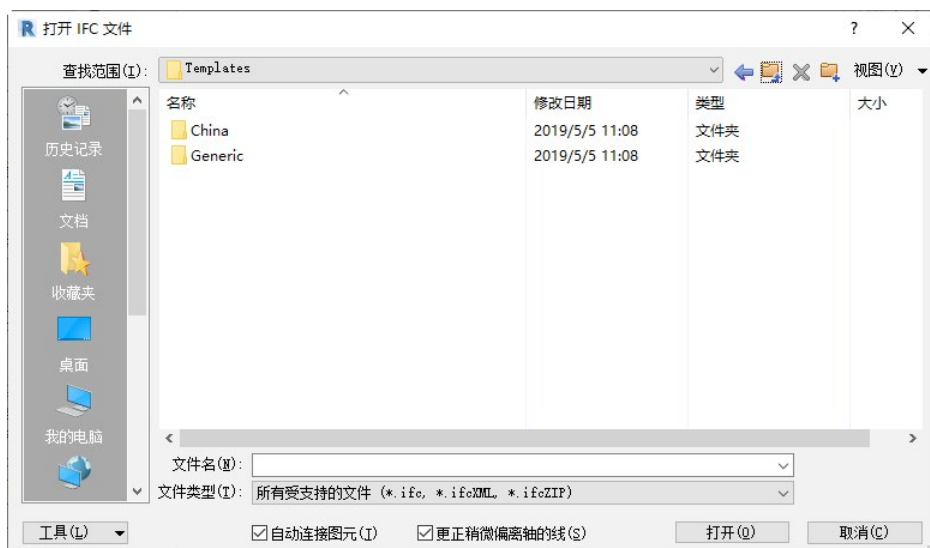 R 打开 IFC 文件 ?
查找范围(I): Templates 视图(V)
名称 修改日期 类型 大小
China 2019/5/5 11:08 文件夹
Generic 2019/5/5 11:08 文件夹
历史记录
文档
收藏夹
桌面
我的电脑
文件名(N):
文件类型(T): 所有受支持的文件 (*.ifc, *.ifcXML, *.ifcZIP)
工具(L) 自动连接图元(I) 更正稍微偏离轴的线(S) 打开(O) 取消(C)